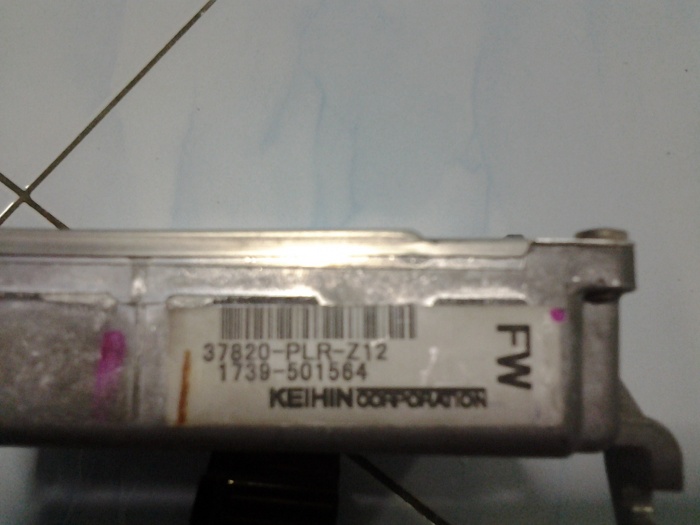 37820-PLR-Z12
1739-501564
KEIHIN CORPORATION
FW